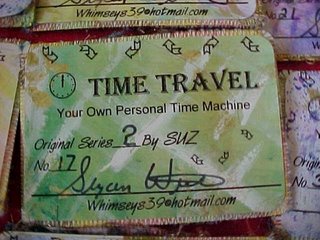 Whimseys39@hotmail.com
21
TIME TRAVEL
Your Own Personal Time Machine
Original Series 2 By SUZ
No. 17
Whimseys39@hotmail.com